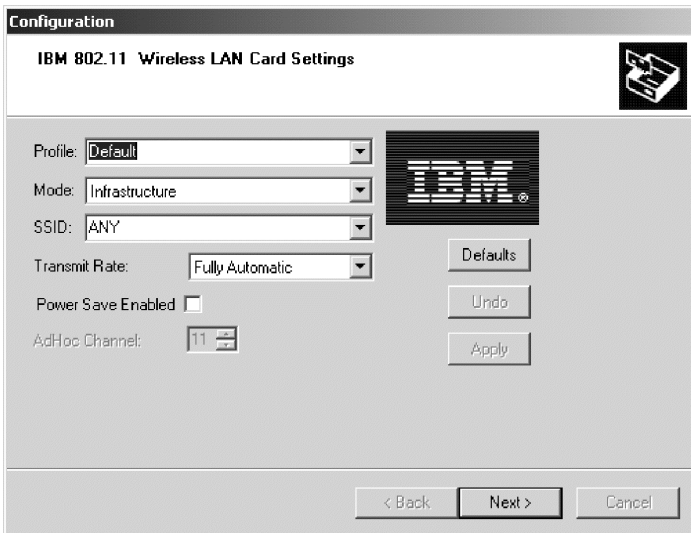 Configuration
IBM 802.11 Wireless LAN Card Settings
Profile: Default
Mode: Infrastructure
SSID: ANY
Transmit Rate: Fully Automatic
Power Save Enabled
AdHoc Channel: 11
IBM®
Defaults
Undo
Apply
< Back
Next >
Cancel